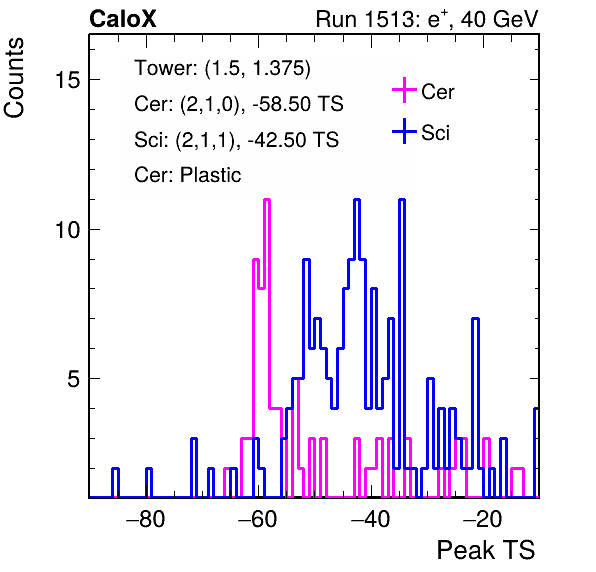 CaloX Run 1513: e⁺, 40 GeV
Counts
Tower: (1.5, 1.375)
Cer: (2,1,0), -58.50 TS
Sci: (2,1,1), -42.50 TS
Cer: Plastic
Cer
Sci
15
10
5
−80 −60 −40 −20
Peak TS